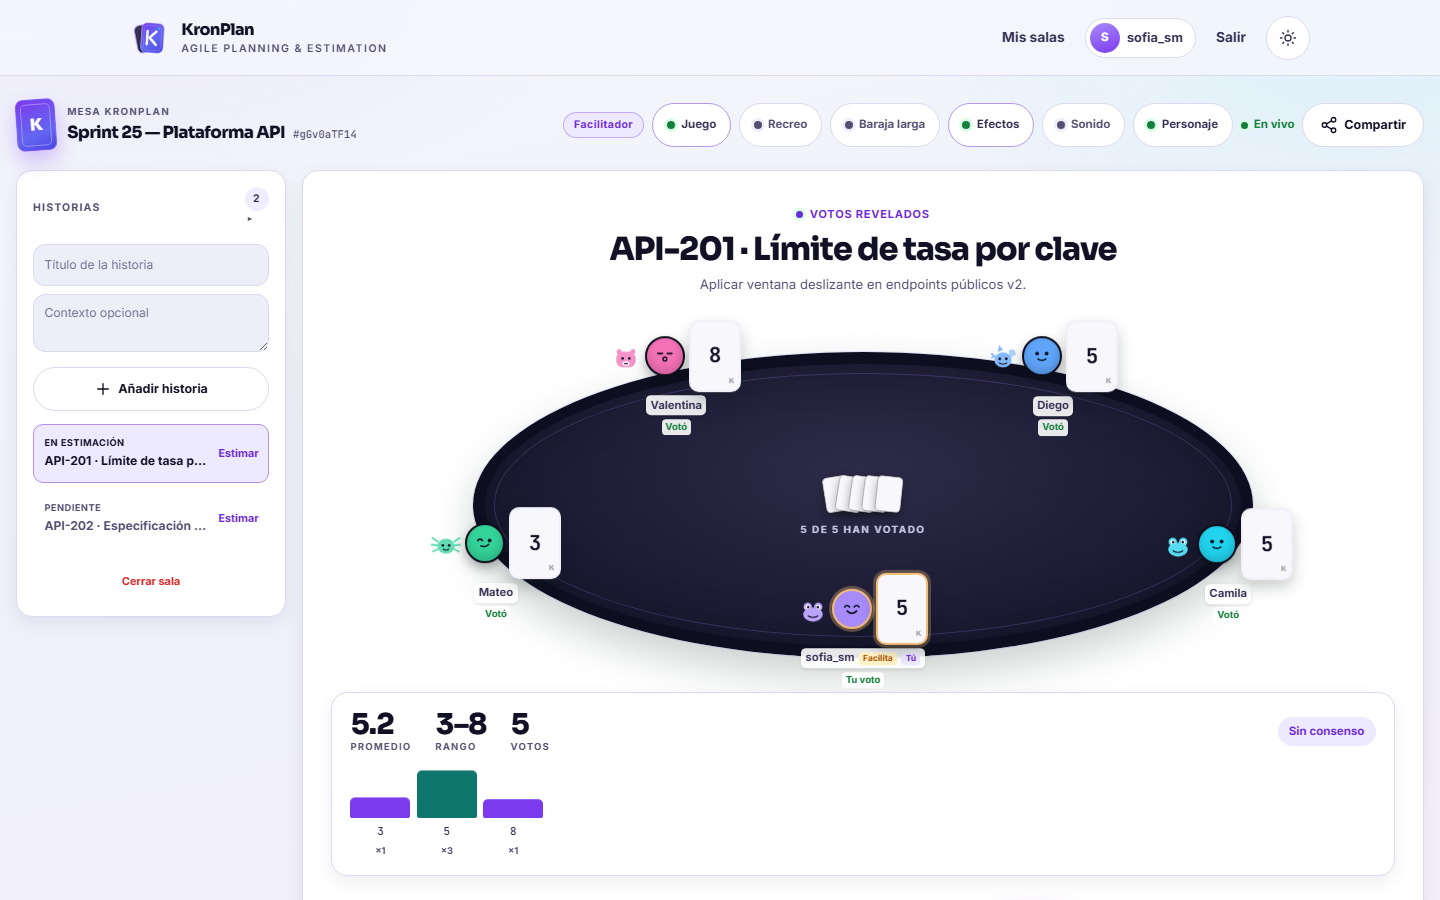 K
KronPlan
AGILE PLANNING & ESTIMATION
Mis salas
S
sofia_sm
Salir
K
MESA KRONPLAN
Sprint 25 — Plataforma API #gGv0aTF14
Facilitador
Juego
Recreo
Baraja larga
Efectos
Sonido
Personaje
En vivo
Compartir
HISTORIAS
2
Título de la historia
Contexto opcional
Añadir historia
EN ESTIMACIÓN
API-201 · Límite de tasa p...
Estimar
PENDIENTE
API-202 · Especificación ...
Estimar
Cerrar sala
VOTOS REVELADOS
API-201 · Límite de tasa por clave
Aplicar ventana deslizante en endpoints públicos v2.
8
K
Valentina
Votó
5
K
Diego
Votó
5 DE 5 HAN VOTADO
3
K
Mateo
Votó
5
K
Camila
Votó
5
K
sofia_sm Facilita Tú
Tu voto
5.2
PROMEDIO
3–8
RANGO
5
VOTOS
Sin consenso
3
×1
5
×3
8
×1